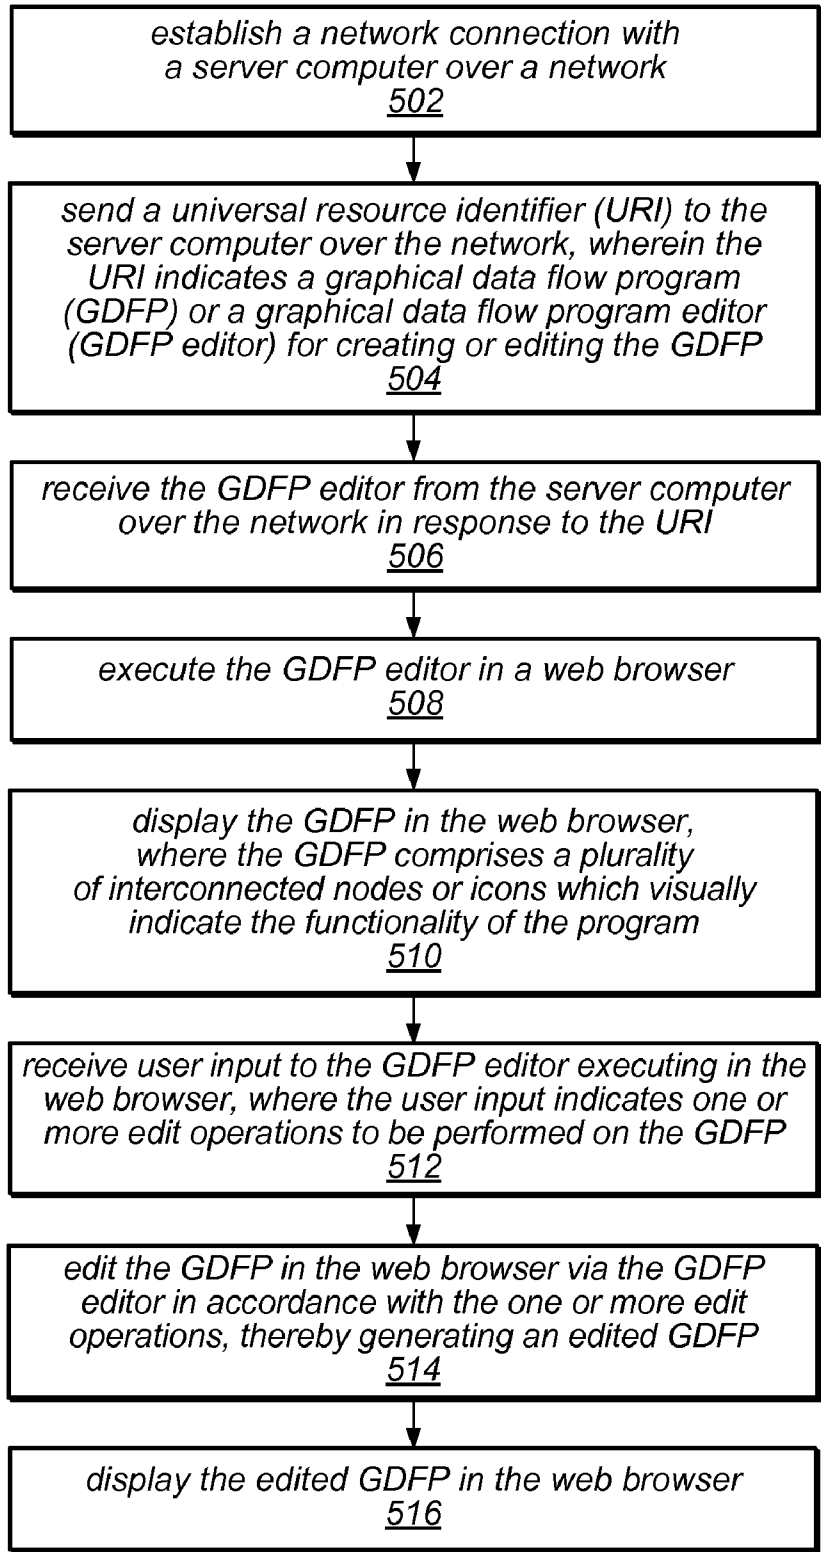 establish a network connection with
a server computer over a network
502
send a universal resource identifier (URI) to the
server computer over the network, wherein the
URI indicates a graphical data flow program
(GDFP) or a graphical data flow program editor
(GDFP editor) for creating or editing the GDFP
504
receive the GDFP editor from the server computer
over the network in response to the URI
506
execute the GDFP editor in a web browser
508
display the GDFP in the web browser,
where the GDFP comprises a plurality
of interconnected nodes or icons which visually
indicate the functionality of the program
510
receive user input to the GDFP editor executing in the
web browser, where the user input indicates one or
more edit operations to be performed on the GDFP
512
edit the GDFP in the web browser via the GDFP
editor in accordance with the one or more edit
operations, thereby generating an edited GDFP
514
display the edited GDFP in the web browser
516